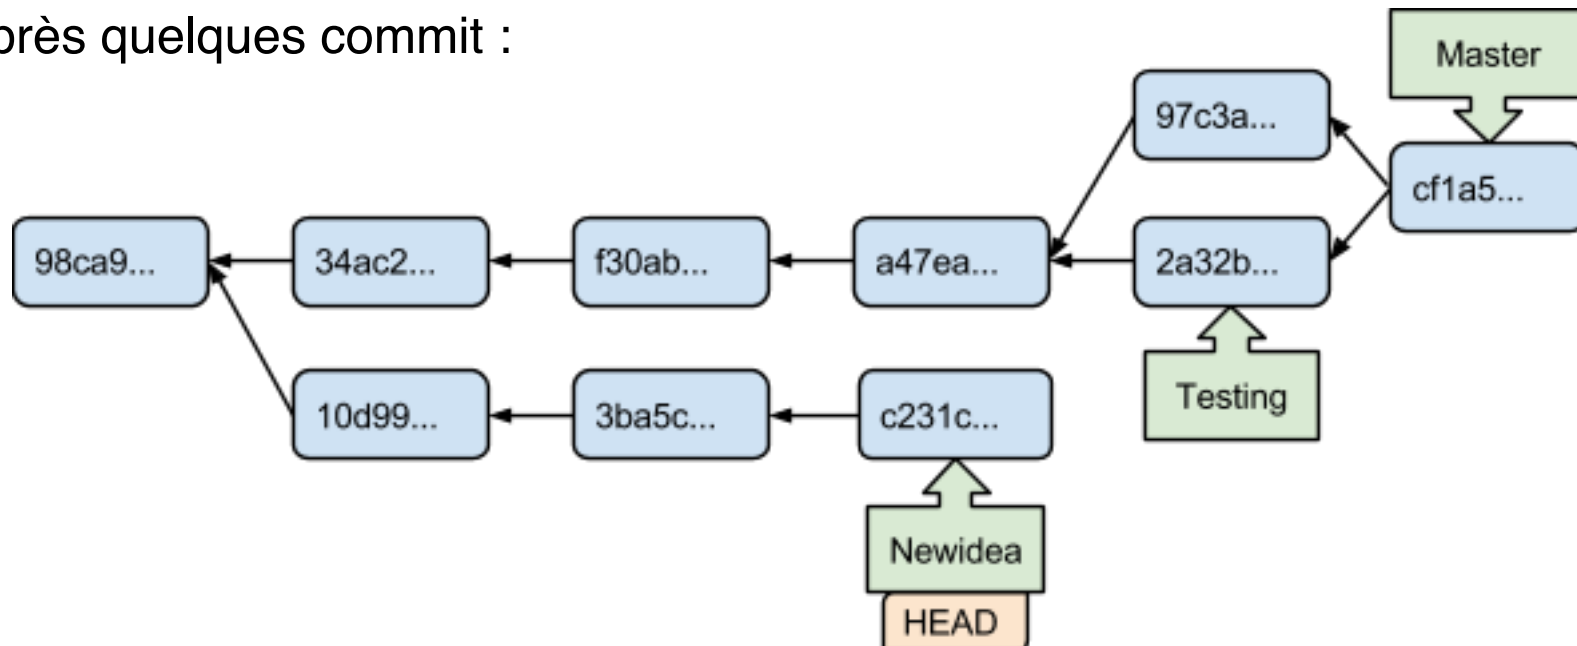 près quelques commit :
Master
97c3a...
cf1a5...
98ca9...
34ac2...
f30ab...
a47ea...
2a32b...
10d99...
3ba5c...
c231c...
Testing
Newidea
HEAD